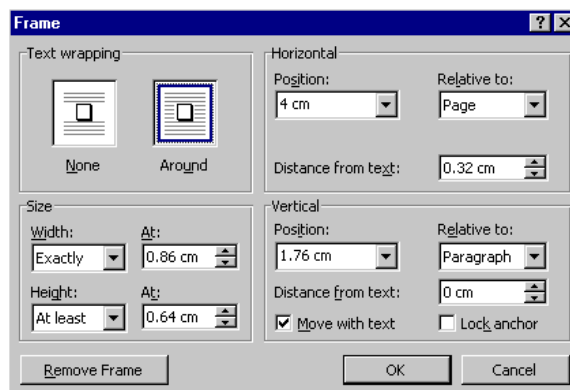 Frame
Text wrapping
None
Around
Horizontal
Position:
Relative to:
4 cm
Page
Distance from text:
0.32 cm
Size
Width:
At:
Exactly
0.86 cm
Height:
At:
At least
0.64 cm
Vertical
Position:
Relative to:
1.76 cm
Paragraph
Distance from text:
0 cm
Move with text
Lock anchor
Remove Frame
OK
Cancel